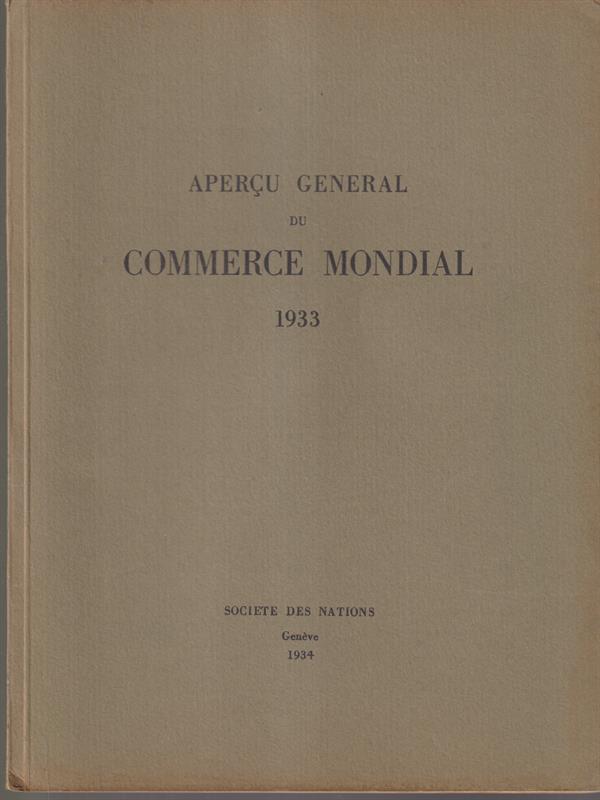 APERÇU GENERAL
DU
COMMERCE MONDIAL
1933
SOCIETE DES NATIONS
Genève
1934